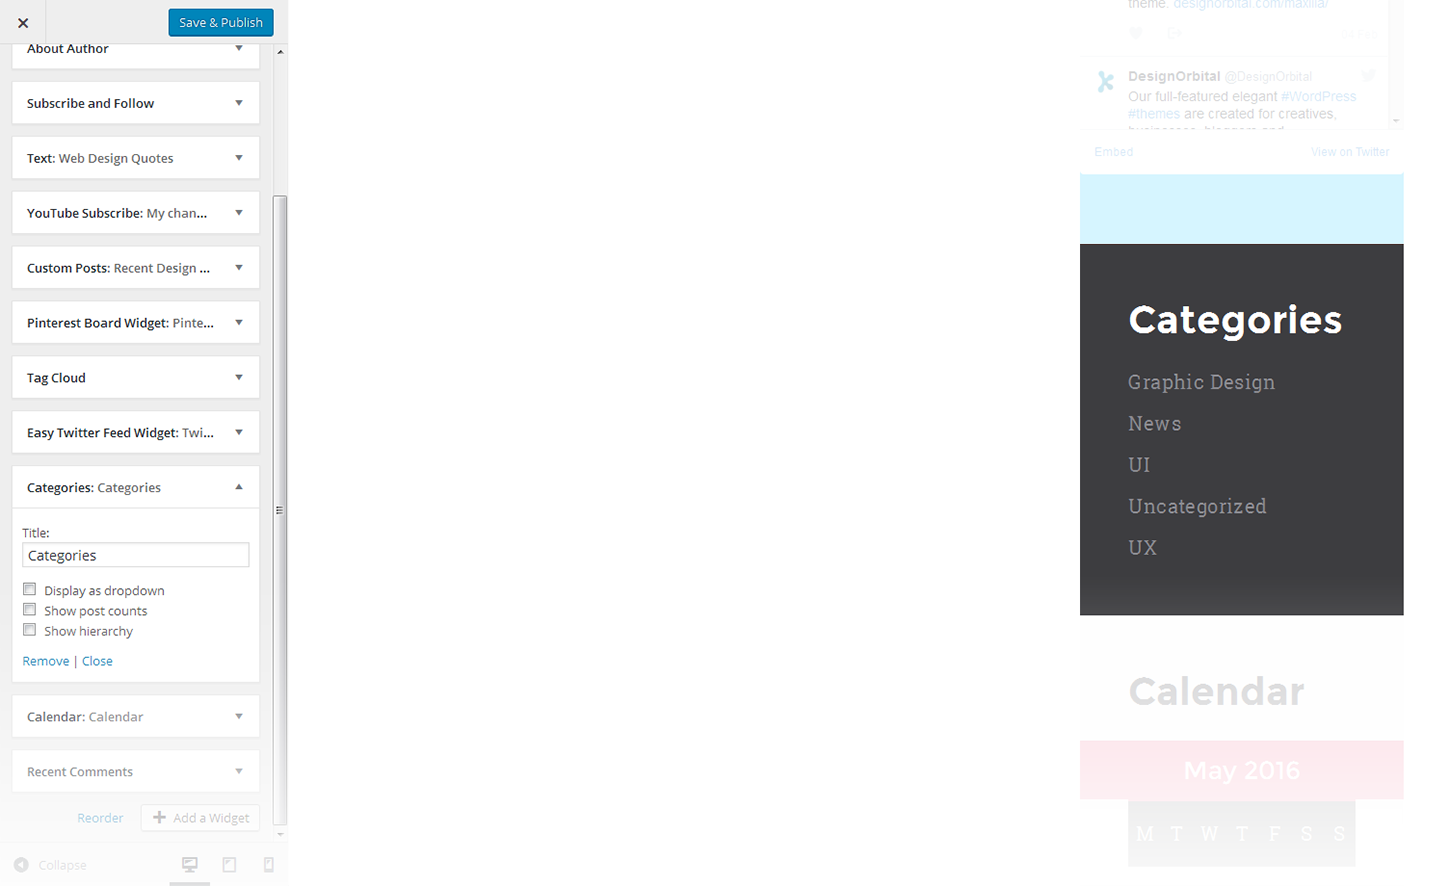 Save & Publish
About Author
Subscribe and Follow
Text: Web Design Quotes
YouTube Subscribe: My chan...
Custom Posts: Recent Design ...
Pinterest Board Widget: Pinte...
Tag Cloud
Easy Twitter Feed Widget: Twi...
Categories: Categories
Title:
Categories
Display as dropdown
Show post counts
Show hierarchy
Remove | Close
Calendar: Calendar
Recent Comments
Reorder
Add a Widget
Collapse
theme. designorbital.com/maxilla/
DesignOrbital @DesignOrbital
Our full-featured elegant #WordPress
#themes are created for creatives,
Embed
View on Twitter
Categories
Graphic Design
News
UI
Uncategorized
UX
Calendar
May 2016
M T W T F S S